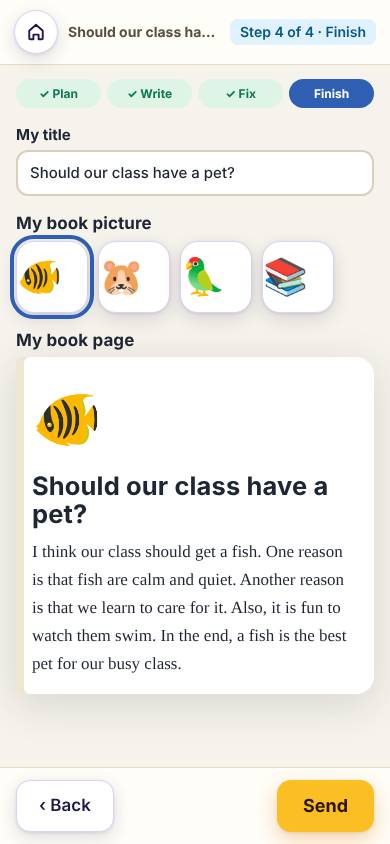 Should our class ha...
Step 4 of 4 · Finish
✓ Plan
✓ Write
✓ Fix
Finish
My title
Should our class have a pet?
My book picture
My book page
Should our class have a
pet?
I think our class should get a fish. One reason
is that fish are calm and quiet. Another reason
is that we learn to care for it. Also, it is fun to
watch them swim. In the end, a fish is the best
pet for our busy class.
‹ Back
Send